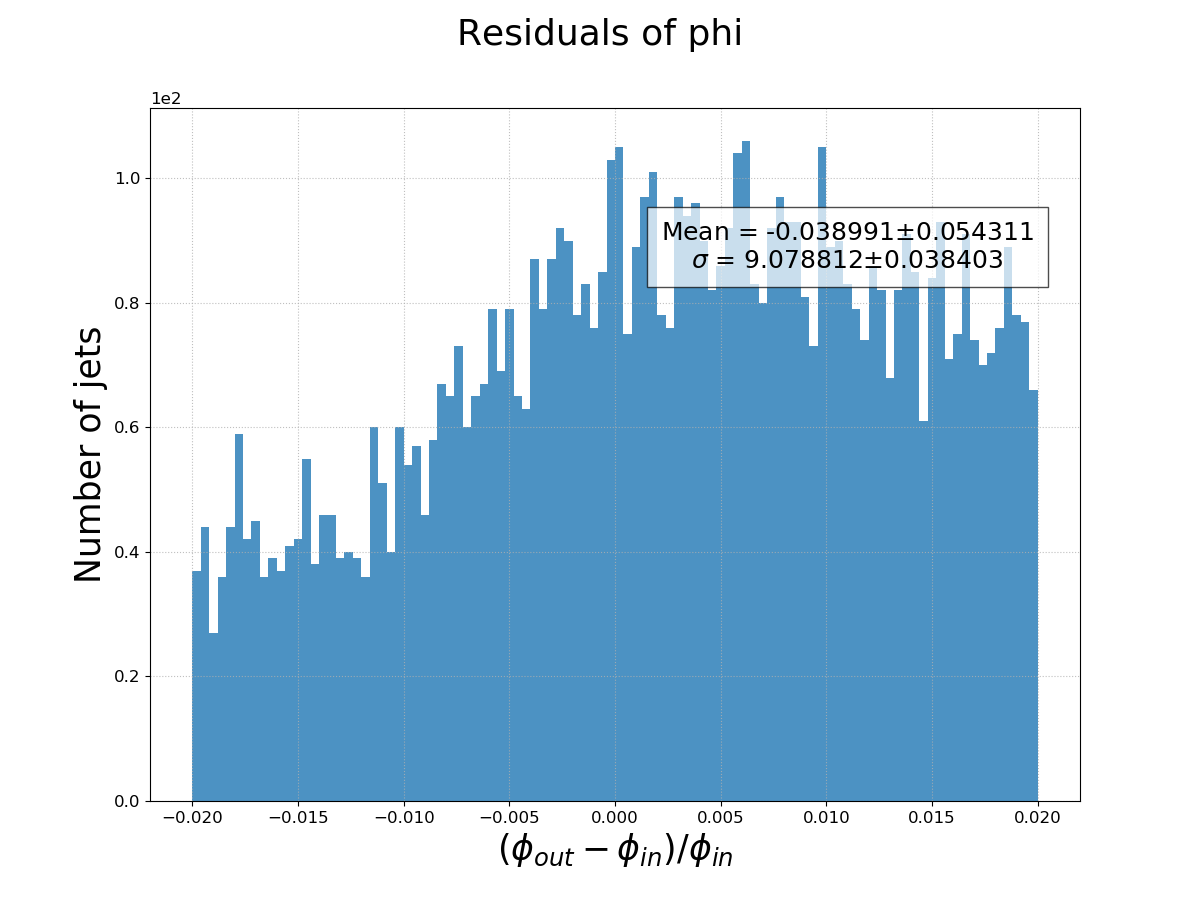 Residuals of phi
1e2
1.0
0.8
0.6
0.4
0.2
0.0
Number of jets
Mean = -0.038991±0.054311
σ = 9.078812±0.038403
−0.020 −0.015 −0.010 −0.005 0.000 0.005 0.010 0.015 0.020
(ϕout − ϕin)/ϕin